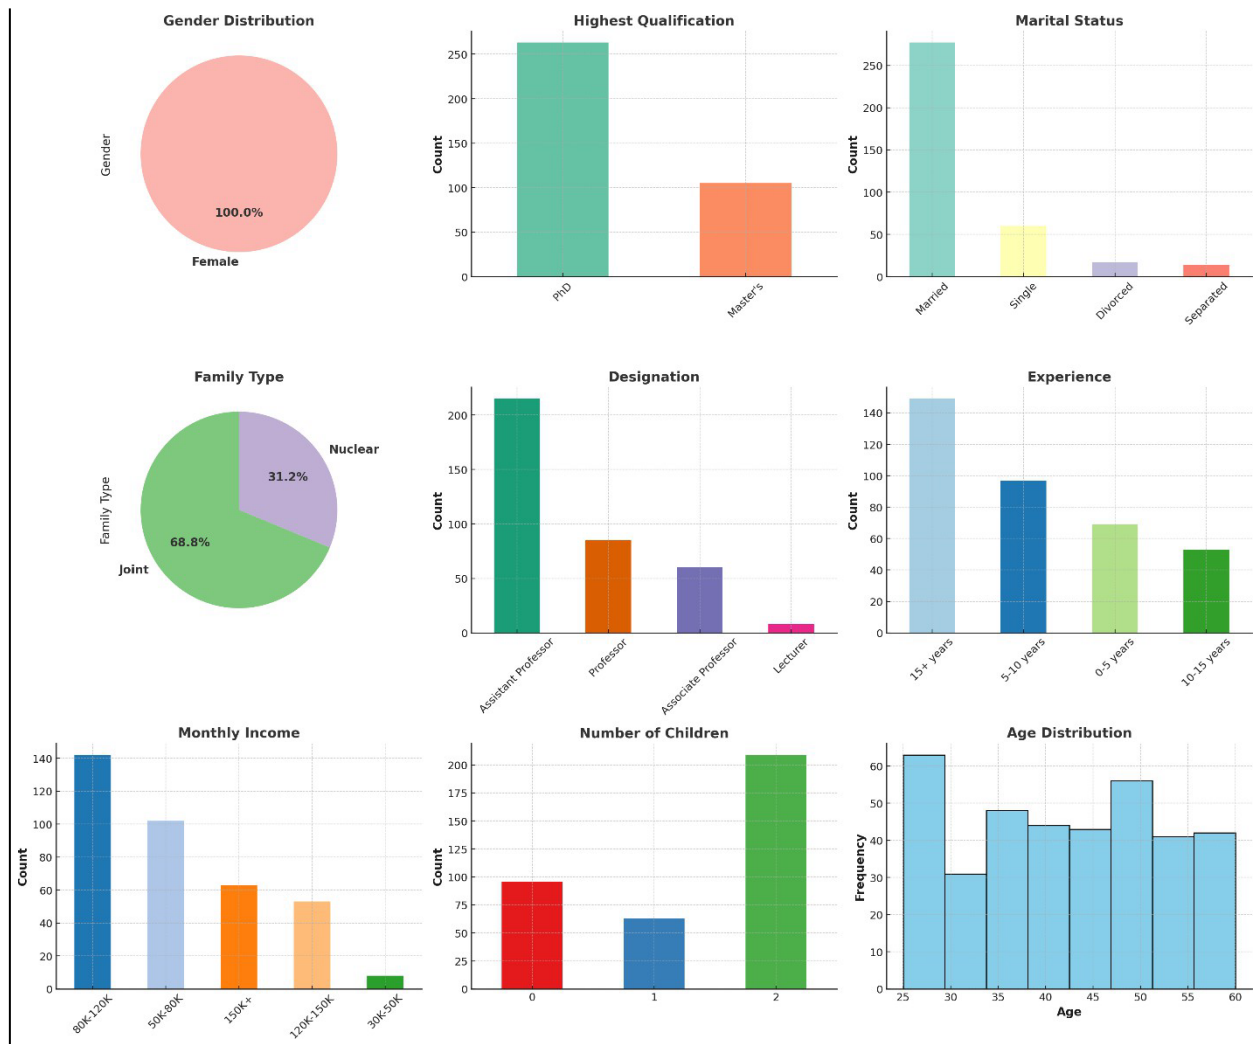 Gender Distribution
Gender
100.0%
Female
Highest Qualification
Count
250
200
150
100
50
0
PhD
Master's
Marital Status
Count
250
200
150
100
50
0
Married
Single
Divorced
Separated
Family Type
Family Type
Nuclear
31.2%
68.8%
Joint
Designation
Count
200
150
100
50
0
Assistant Professor
Professor
Associate Professor
Lecturer
Experience
Count
140
120
100
80
60
40
20
0
15+ years
5-10 years
0-5 years
10-15 years
Monthly Income
Count
140
120
100
80
60
40
20
0
80K-120K
50K-80K
150K+
120K-150K
30K-50K
Number of Children
Count
200
175
150
125
100
75
50
25
0
0
1
2
Age Distribution
Frequency
60
50
40
30
20
10
0
25
30
35
40
45
50
55
60
Age